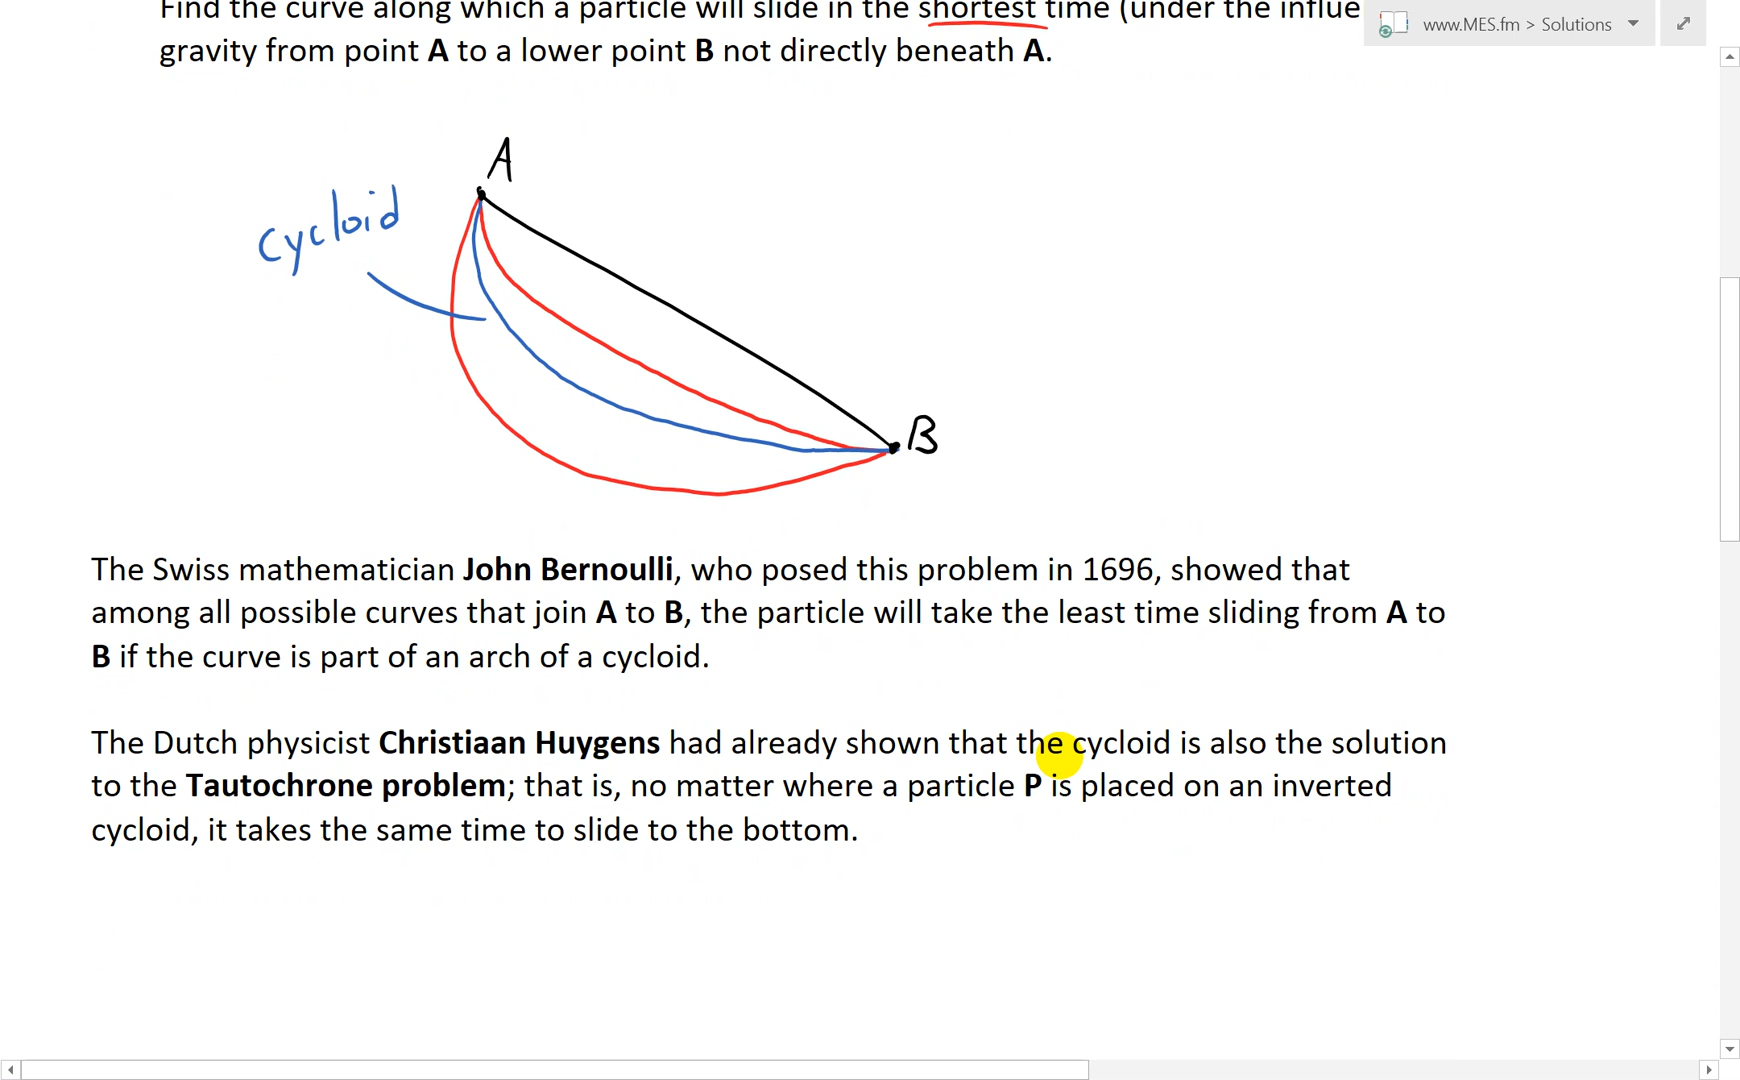 Find the curve along which a particle will slide in the shortest time (under the influe
gravity from point A to a lower point B not directly beneath A.
www.MES.fm > Solutions
A
cycloid
B
The Swiss mathematician John Bernoulli, who posed this problem in 1696, showed that
among all possible curves that join A to B, the particle will take the least time sliding from A to
B if the curve is part of an arch of a cycloid.
The Dutch physicist Christiaan Huygens had already shown that the cycloid is also the solution
to the Tautochrone problem; that is, no matter where a particle P is placed on an inverted
cycloid, it takes the same time to slide to the bottom.